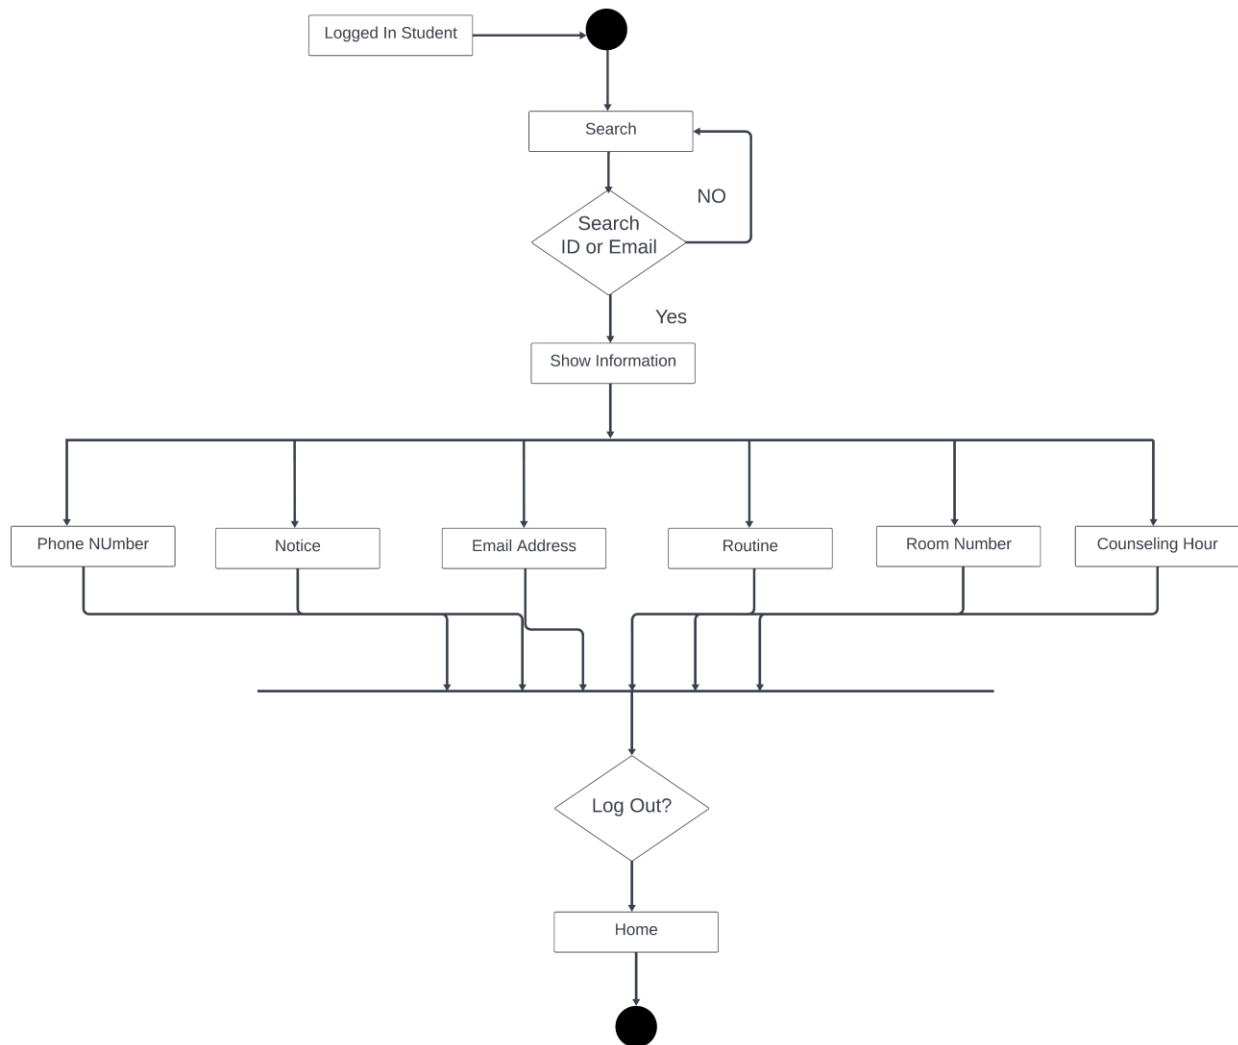 Logged In Student
Search
NO
Search
ID or Email
Yes
Show Information
Phone NUmber
Notice
Email Address
Routine
Room Number
Counseling Hour
Log Out?
Home